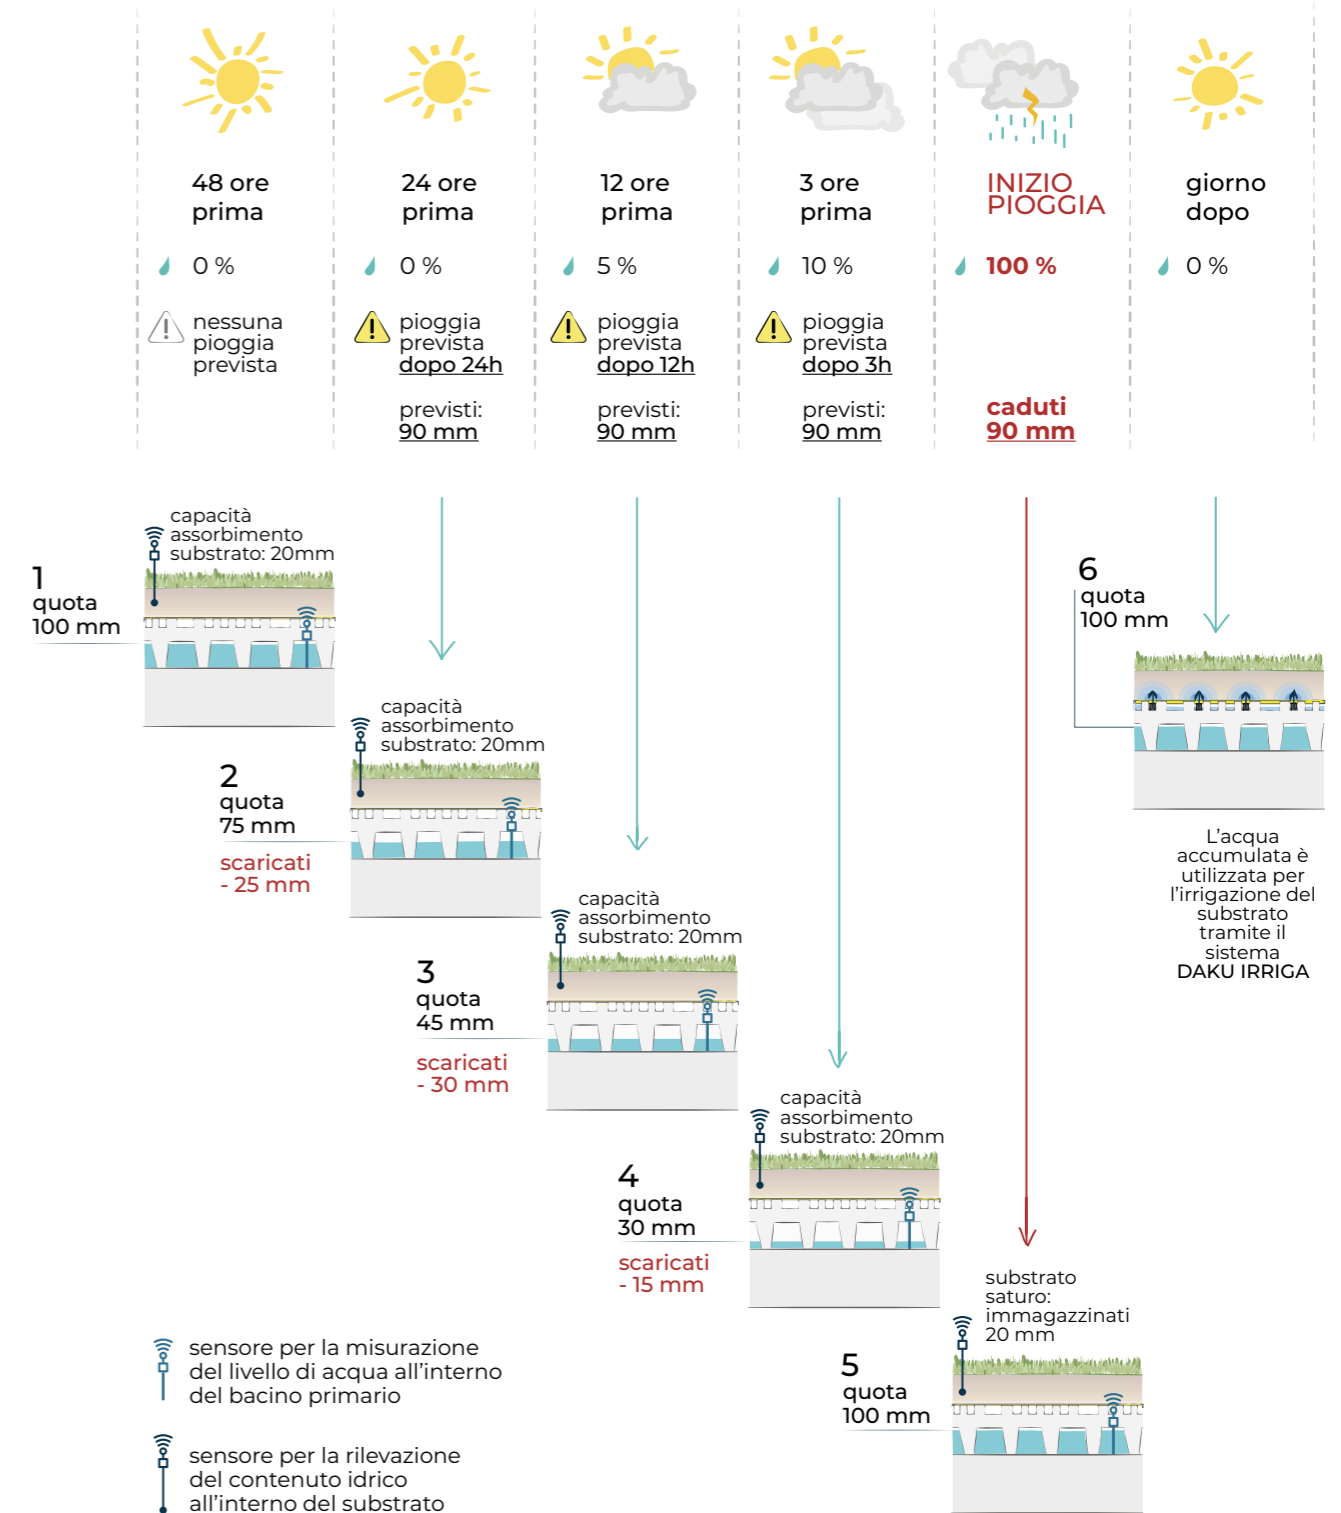 48 ore
prima
0 %
nessuna
pioggia
prevista
24 ore
prima
0 %
pioggia
prevista
dopo 24h
previsti:
90 mm
12 ore
prima
5 %
pioggia
prevista
dopo 12h
previsti:
90 mm
3 ore
prima
10 %
pioggia
prevista
dopo 3h
previsti:
90 mm
INIZIO
PIOGGIA
100 %
caduti
90 mm
giorno
dopo
0 %
capacità
assorbimento
substrato: 20mm
1
quota
100 mm
capacità
assorbimento
substrato: 20mm
2
quota
75 mm
scaricati
- 25 mm
capacità
assorbimento
substrato: 20mm
3
quota
45 mm
scaricati
- 30 mm
capacità
assorbimento
substrato: 20mm
4
quota
30 mm
scaricati
- 15 mm
substrato
saturo:
immagazzinati
20 mm
5
quota
100 mm
6
quota
100 mm
L'acqua
accumulata è
utilizzata per
l'irrigazione del
substrato
tramite il
sistema
DAKU IRRIGA
sensore per la misurazione
del livello di acqua all'interno
del bacino primario
sensore per la rilevazione
del contenuto idrico
all'interno del substrato